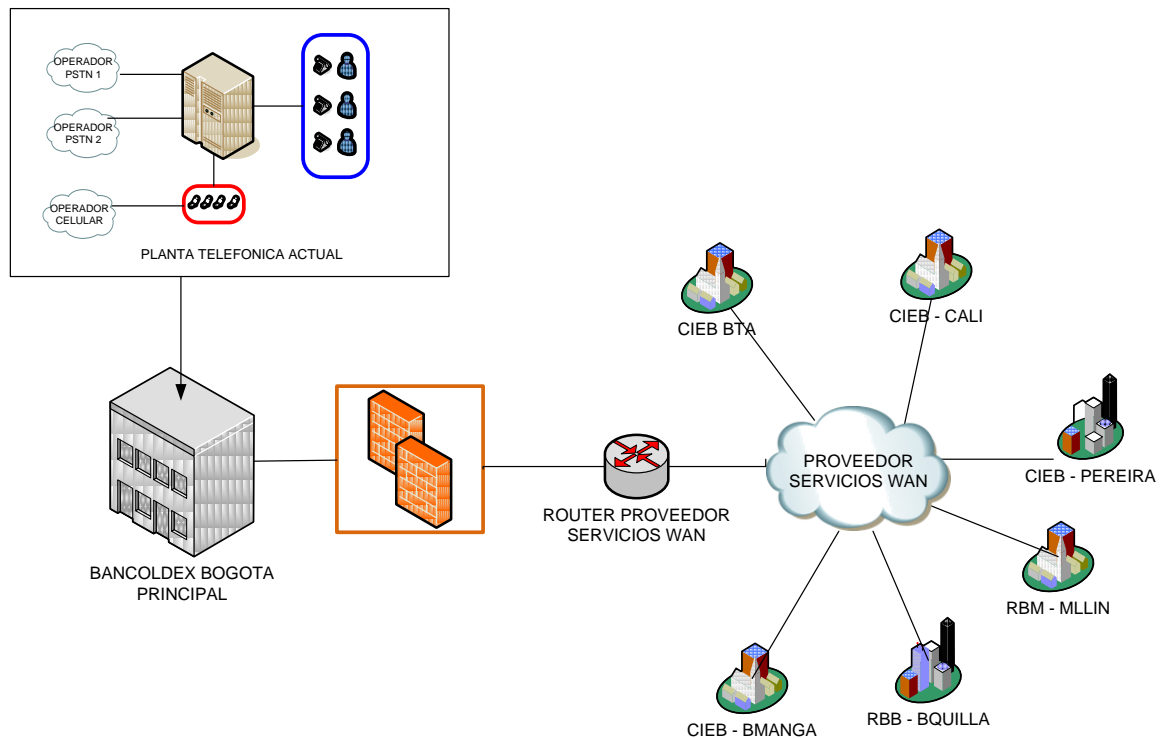 OPERADOR
PSTN 1
OPERADOR
PSTN 2
OPERADOR
CELULAR
PLANTA TELEFONICA ACTUAL
CIEB BTA
CIEB - CALI
CIEB - PEREIRA
PROVEEDOR
SERVICIOS WAN
ROUTER PROVEEDOR
SERVICIOS WAN
BANCOLDEX BOGOTA
PRINCIPAL
RBM - MLLIN
CIEB - BMANGA
RBB - BQUILLA